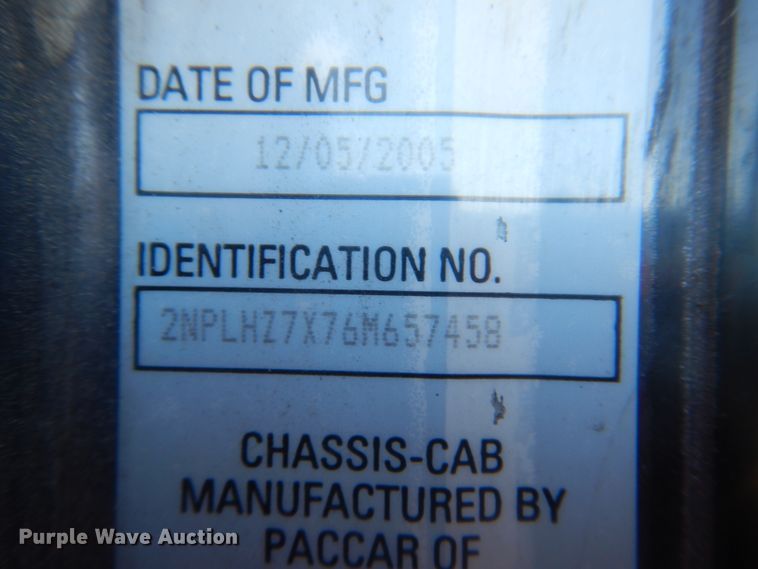 DATE OF MFG
12/05/2005
IDENTIFICATION NO.
2NPLHZ7X76M657458
CHASSIS-CAB
MANUFACTURED BY
PACCAR OF
Purple Wave Auction